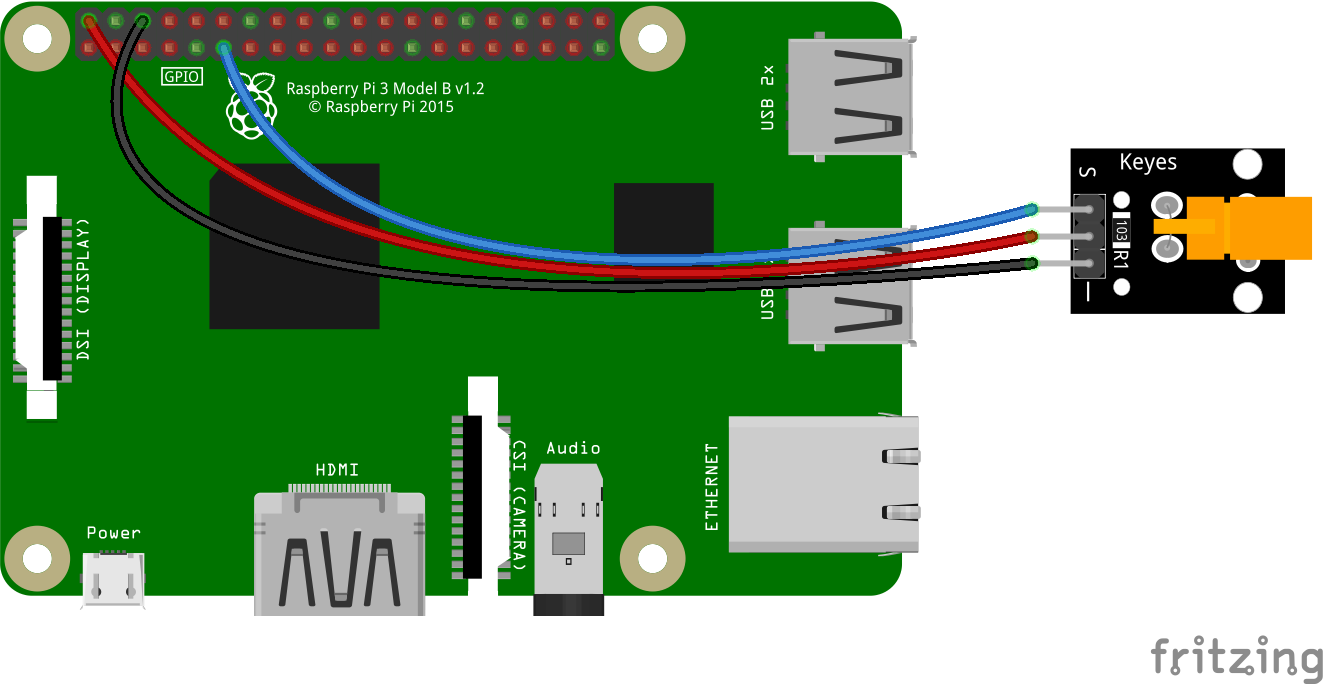 GPIO
Raspberry Pi 3 Model B v1.2
© Raspberry Pi 2015
USB 2x
USB
DSI (DISPLAY)
S
Keyes
103
R1
HDMI
CSI (CAMERA)
Audio
ETHERNET
Power
fritzing